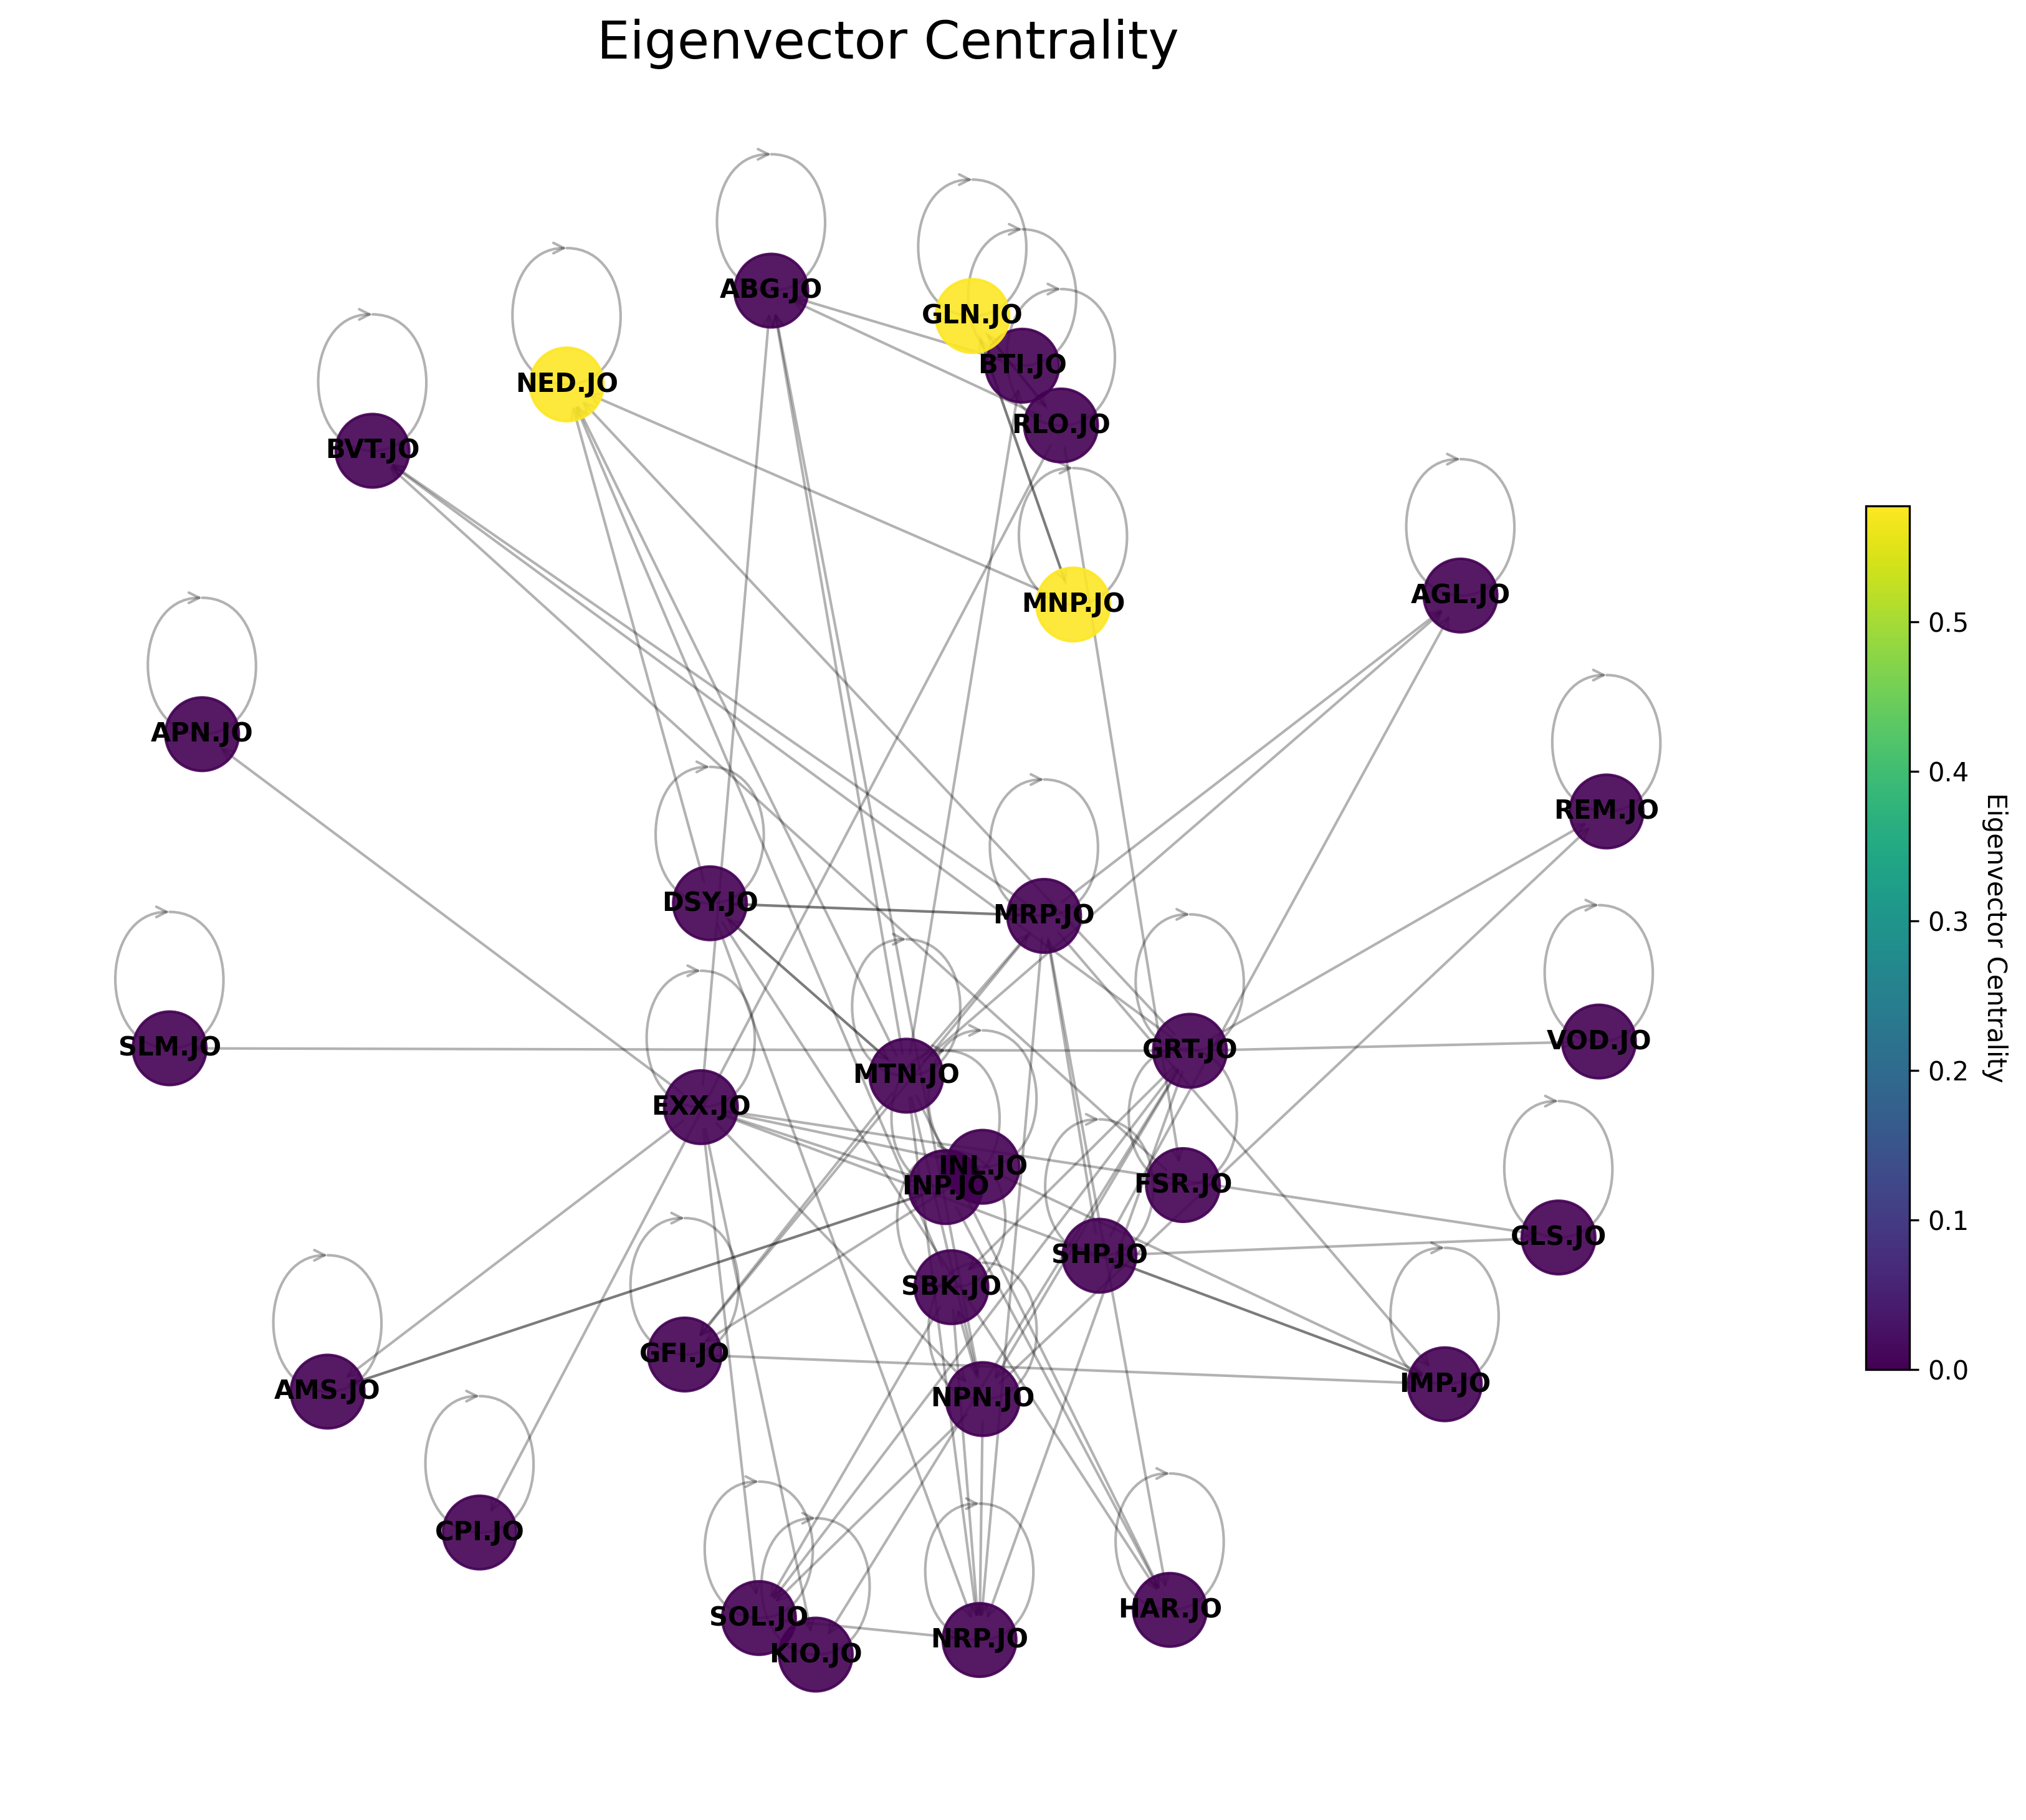 Eigenvector Centrality
ABG.JO
GLN.JO
BTI.JO
NED.JO
RLO.JO
BVT.JO
AGL.JO
MNP.JO
APN.JO
REM.JO
DSY.JO
MRP.JO
SLM.JO
VOD.JO
GRT.JO
MTN.JO
EXX.JO
INL.JO
INP.JO
FSR.JO
CLS.JO
SHP.JO
SBK.JO
GFI.JO
IMP.JO
AMS.JO
NPN.JO
CPI.JO
HAR.JO
SOL.JO
NRP.JO
KIO.JO
0.5
0.4
0.3
0.2
0.1
0.0
Eigenvector Centrality